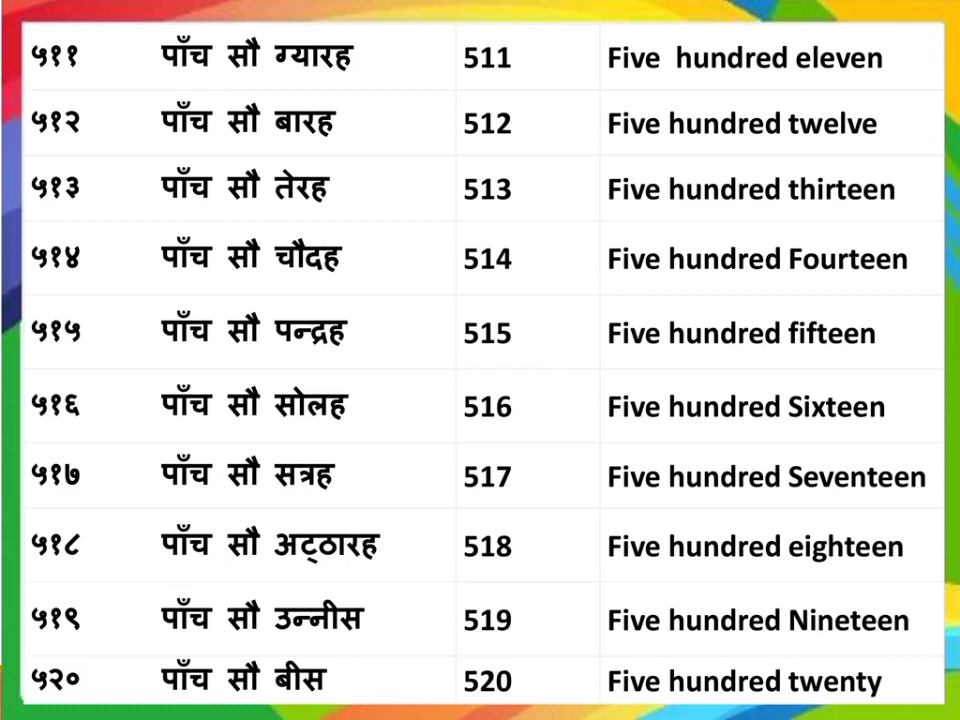 ५११ पाँच सौ ग्यारह 511 Five hundred eleven
५१२ पाँच सौ बारह 512 Five hundred twelve
५१३ पाँच सौ तेरह 513 Five hundred thirteen
५१४ पाँच सौ चौदह 514 Five hundred Fourteen
५१५ पाँच सौ पन्द्रह 515 Five hundred fifteen
५१६ पाँच सौ सोलह 516 Five hundred Sixteen
५१७ पाँच सौ सत्रह 517 Five hundred Seventeen
५१८ पाँच सौ अट्ठारह 518 Five hundred eighteen
५१९ पाँच सौ उन्नीस 519 Five hundred Nineteen
५२० पाँच सौ बीस 520 Five hundred twenty